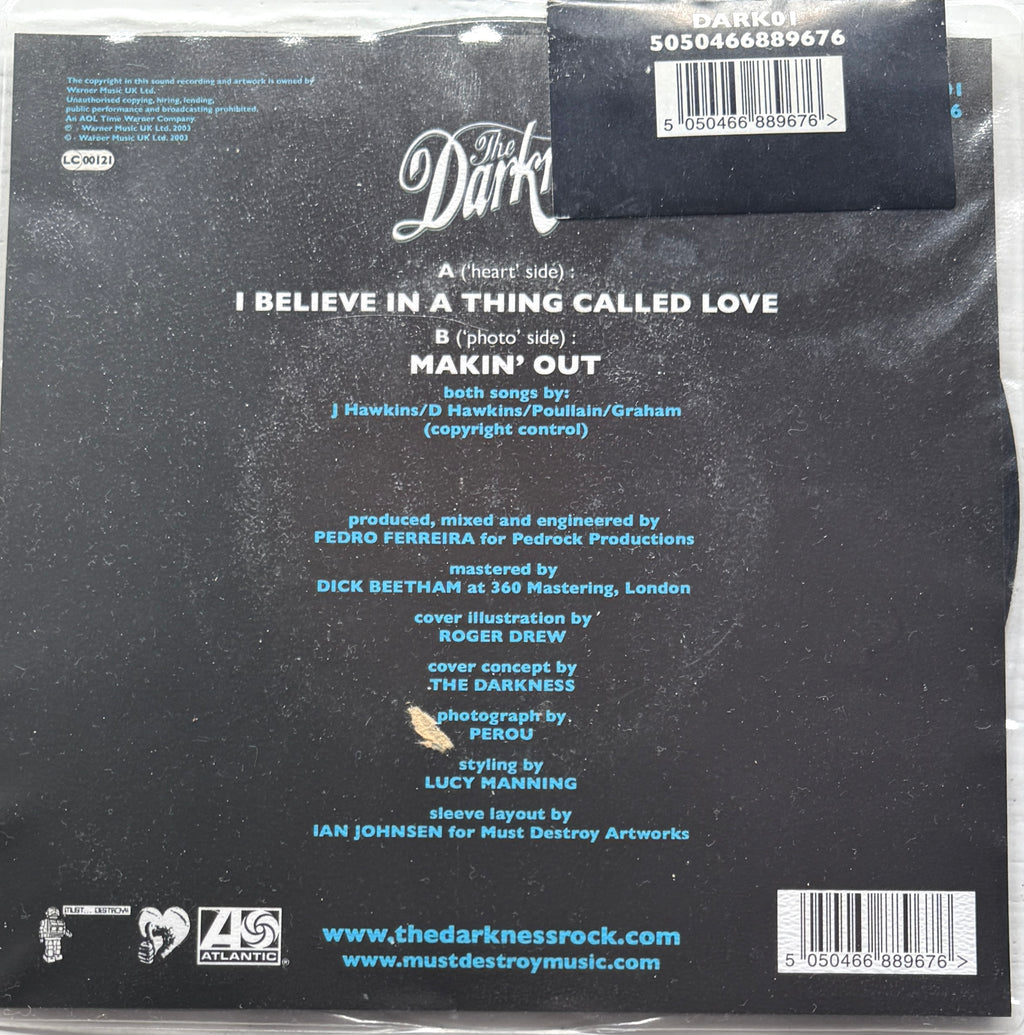 DARK01
5050466889676
5 050466 889676 >
The copyright in this sound recording and artwork is owned by
Warner Music UK Ltd.
Unauthorised copying, hiring, lending,
public performance and broadcasting prohibited.
An AOL Time Warner Company.
℗ - Warner Music UK Ltd. 2003
© - Warner Music UK Ltd. 2003
LC 00121
01
6
The
Dark
A ('heart' side) :
I BELIEVE IN A THING CALLED LOVE
B ('photo' side) :
MAKIN' OUT
both songs by:
J Hawkins/D Hawkins/Poullain/Graham
(copyright control)
produced, mixed and engineered by
PEDRO FERREIRA for Pedrock Productions
mastered by
DICK BEETHAM at 360 Mastering, London
cover illustration by
ROGER DREW
cover concept by
THE DARKNESS
photograph by
PEROU
styling by
LUCY MANNING
sleeve layout by
IAN JOHNSEN for Must Destroy Artworks
MUST... DESTROY!!
ATLANTIC
www.thedarknessrock.com
www.mustdestroymusic.com
5 050466 889676 >